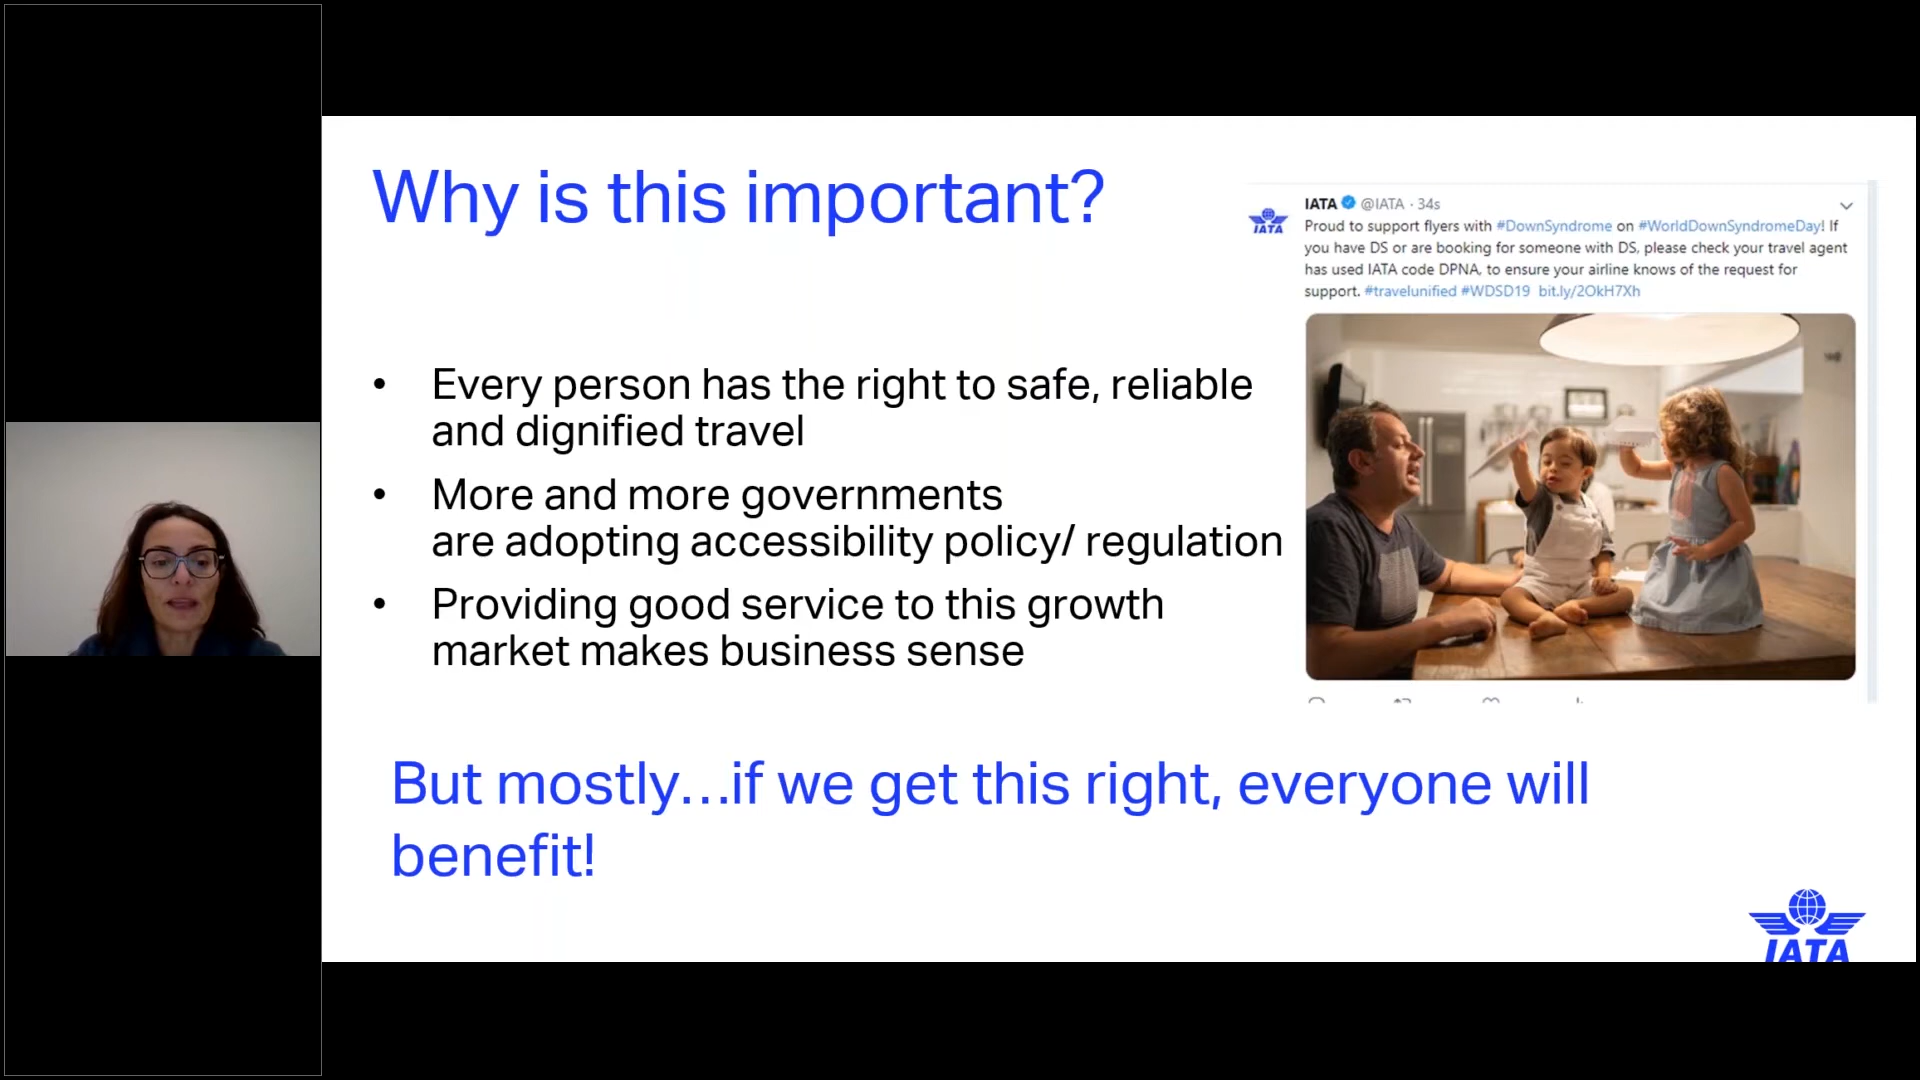 Why is this important?
IATA @IATA · 34s
Proud to support flyers with #DownSyndrome on #WorldDownSyndromeDay! If
you have DS or are booking for someone with DS, please check your travel agent
has used IATA code DPNA, to ensure your airline knows of the request for
support. #travelunified #WDSD19 bit.ly/2OkH7Xh
IATA
• Every person has the right to safe, reliable
and dignified travel
• More and more governments
are adopting accessibility policy/ regulation
• Providing good service to this growth
market makes business sense
But mostly...if we get this right, everyone will
benefit!
IATA